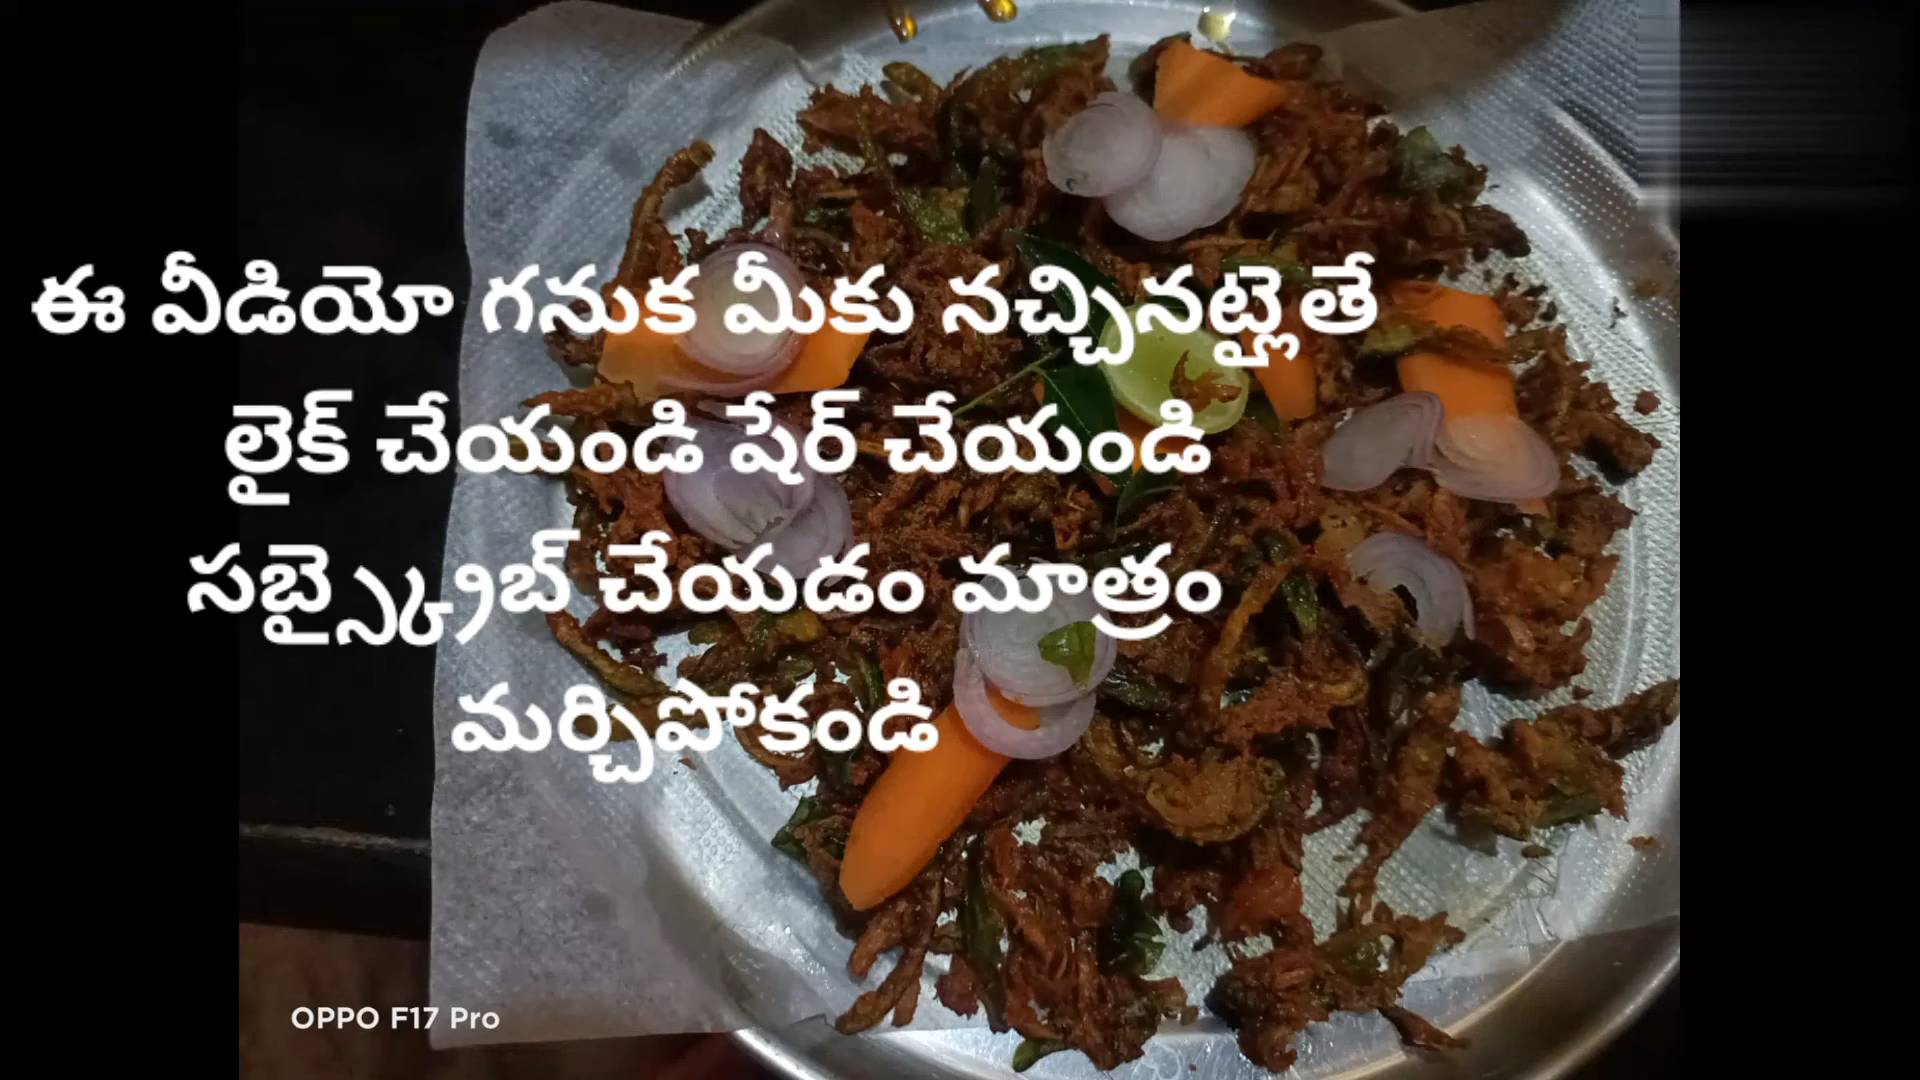 ఈ వీడియో గనుక మీకు నచ్చినట్లైతే
లైక్ చేయండి షేర్ చేయండి
సబ్స్క్రైబ్ చేయడం మాత్రం
మర్చిపోకండి
OPPO F17 Pro